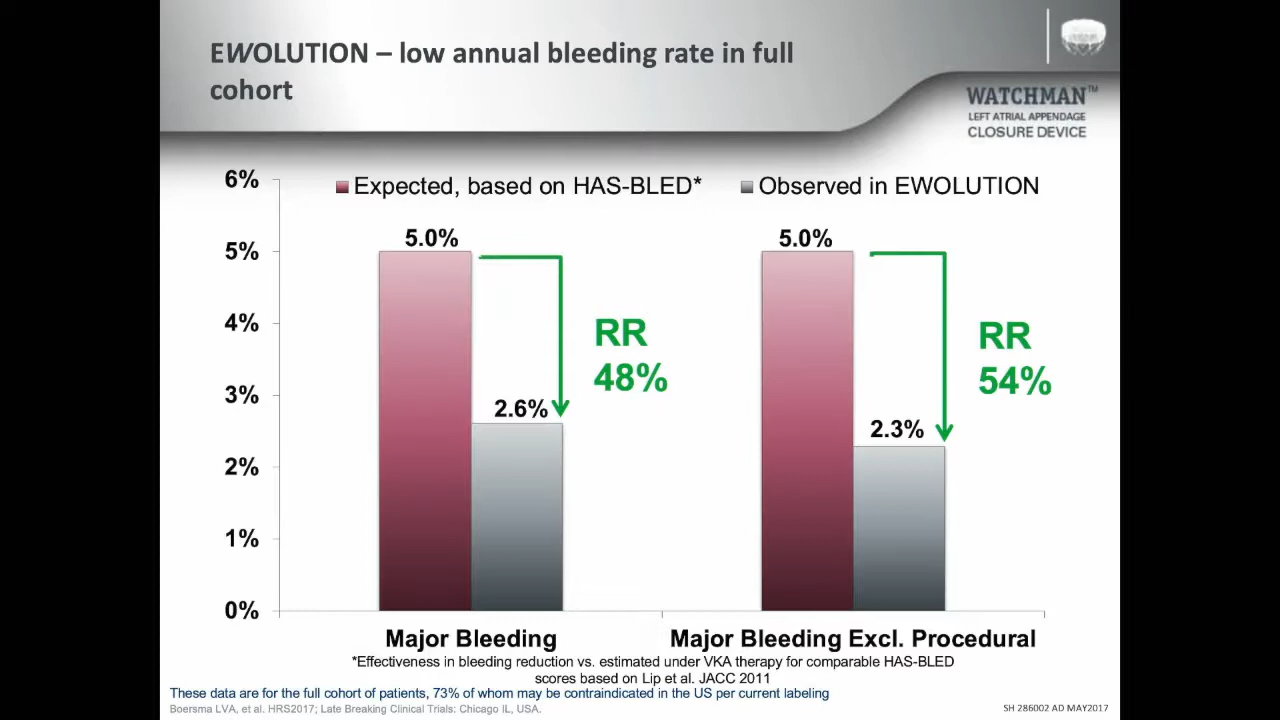 EWOLUTION – low annual bleeding rate in full
cohort
WATCHMAN™
LEFT ATRIAL APPENDAGE
CLOSURE DEVICE
6%
5%
4%
3%
2%
1%
0%
Expected, based on HAS-BLED*
Observed in EWOLUTION
5.0%
2.6%
RR
48%
5.0%
2.3%
RR
54%
Major Bleeding
Major Bleeding Excl. Procedural
*Effectiveness in bleeding reduction vs. estimated under VKA therapy for comparable HAS-BLED
scores based on Lip et al. JACC 2011
These data are for the full cohort of patients, 73% of whom may be contraindicated in the US per current labeling
Boersma LVA, et al. HRS2017; Late Breaking Clinical Trials: Chicago IL, USA.
SH 286002 AD MAY2017